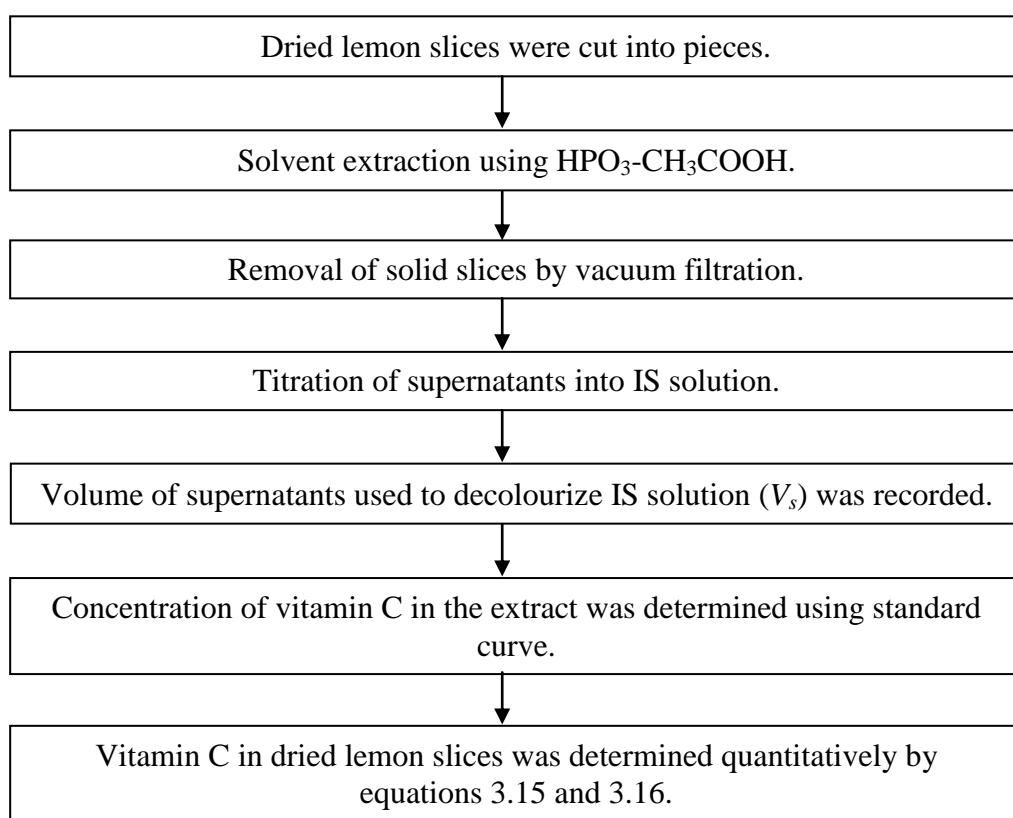 Dried lemon slices were cut into pieces.
Solvent extraction using HPO₃-CH₃COOH.
Removal of solid slices by vacuum filtration.
Titration of supernatants into IS solution.
Volume of supernatants used to decolourize IS solution (Vₛ) was recorded.
Concentration of vitamin C in the extract was determined using standard
curve.
Vitamin C in dried lemon slices was determined quantitatively by
equations 3.15 and 3.16.